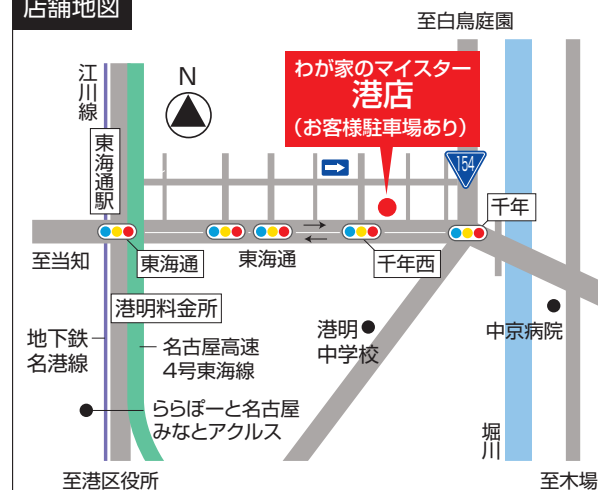 店舗地図
至白鳥庭園
江川線
N
わが家のマイスター
港店
(お客様駐車場あり)
東海通駅
154
千年
至当知
東海通
東海通
千年西
港明料金所
地下鉄
名港線
名古屋高速
4号東海線
港明
中学校
中京病院
ららぽーと名古屋
みなとアクルス
堀川
至港区役所
至木場